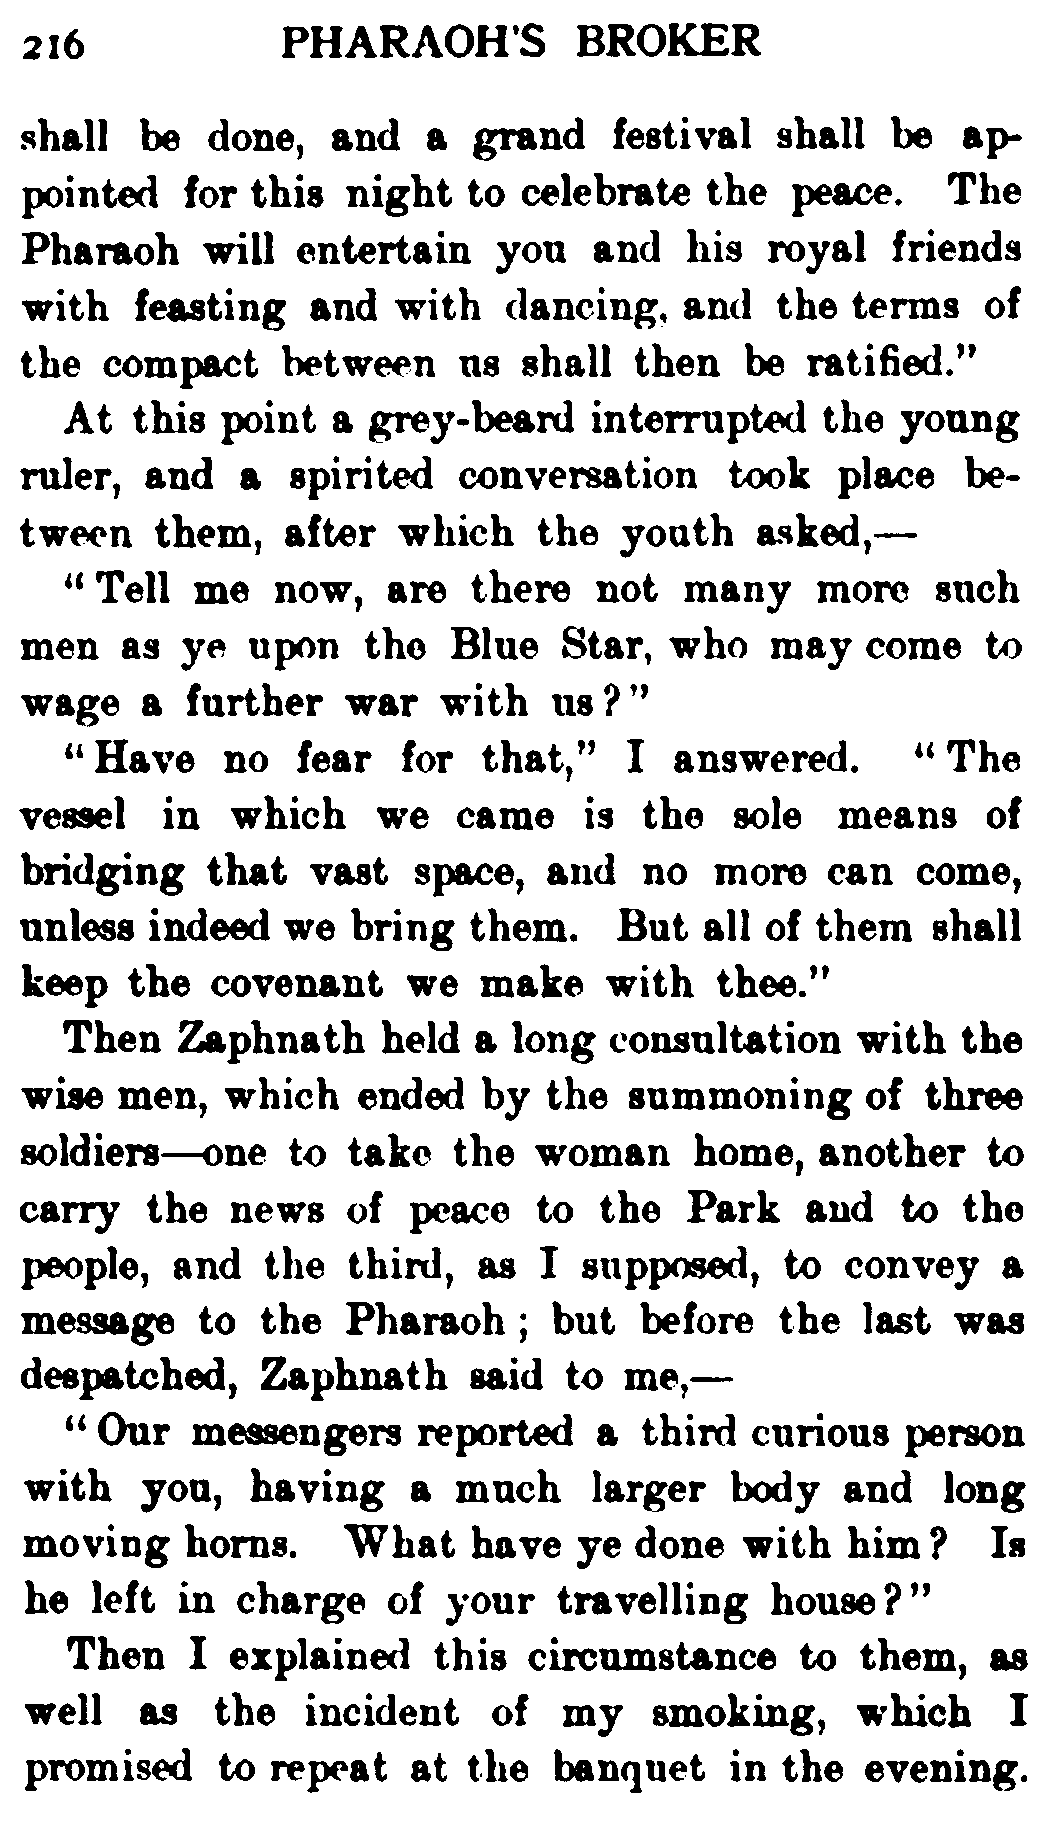 216 PHARAOH'S BROKER
shall be done, and a grand festival shall be ap-
pointed for this night to celebrate the peace. The
Pharaoh will entertain you and his royal friends
with feasting and with dancing, and the terms of
the compact between us shall then be ratified."
At this point a grey-beard interrupted the young
ruler, and a spirited conversation took place be-
tween them, after which the youth asked,—
"Tell me now, are there not many more such
men as ye upon the Blue Star, who may come to
wage a further war with us?"
"Have no fear for that," I answered. "The
vessel in which we came is the sole means of
bridging that vast space, and no more can come,
unless indeed we bring them. But all of them shall
keep the covenant we make with thee."
Then Zaphnath held a long consultation with the
wise men, which ended by the summoning of three
soldiers—one to take the woman home, another to
carry the news of peace to the Park and to the
people, and the third, as I supposed, to convey a
message to the Pharaoh; but before the last was
despatched, Zaphnath said to me,—
"Our messengers reported a third curious person
with you, having a much larger body and long
moving horns. What have ye done with him? Is
he left in charge of your travelling house?"
Then I explained this circumstance to them, as
well as the incident of my smoking, which I
promised to repeat at the banquet in the evening.